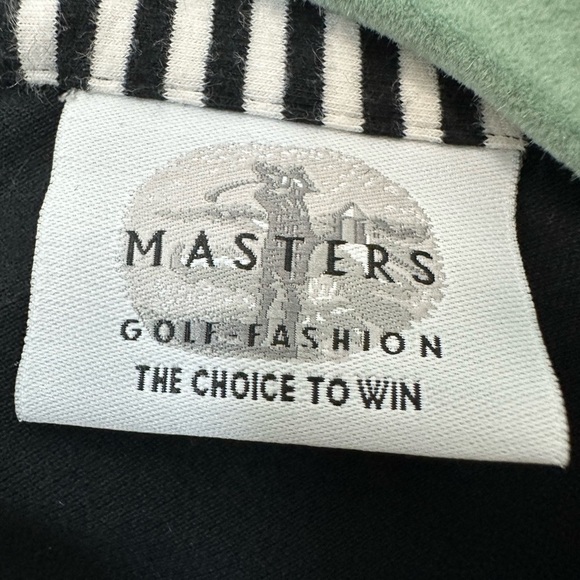 MASTERS
GOLF-FASHION
THE CHOICE TO WIN